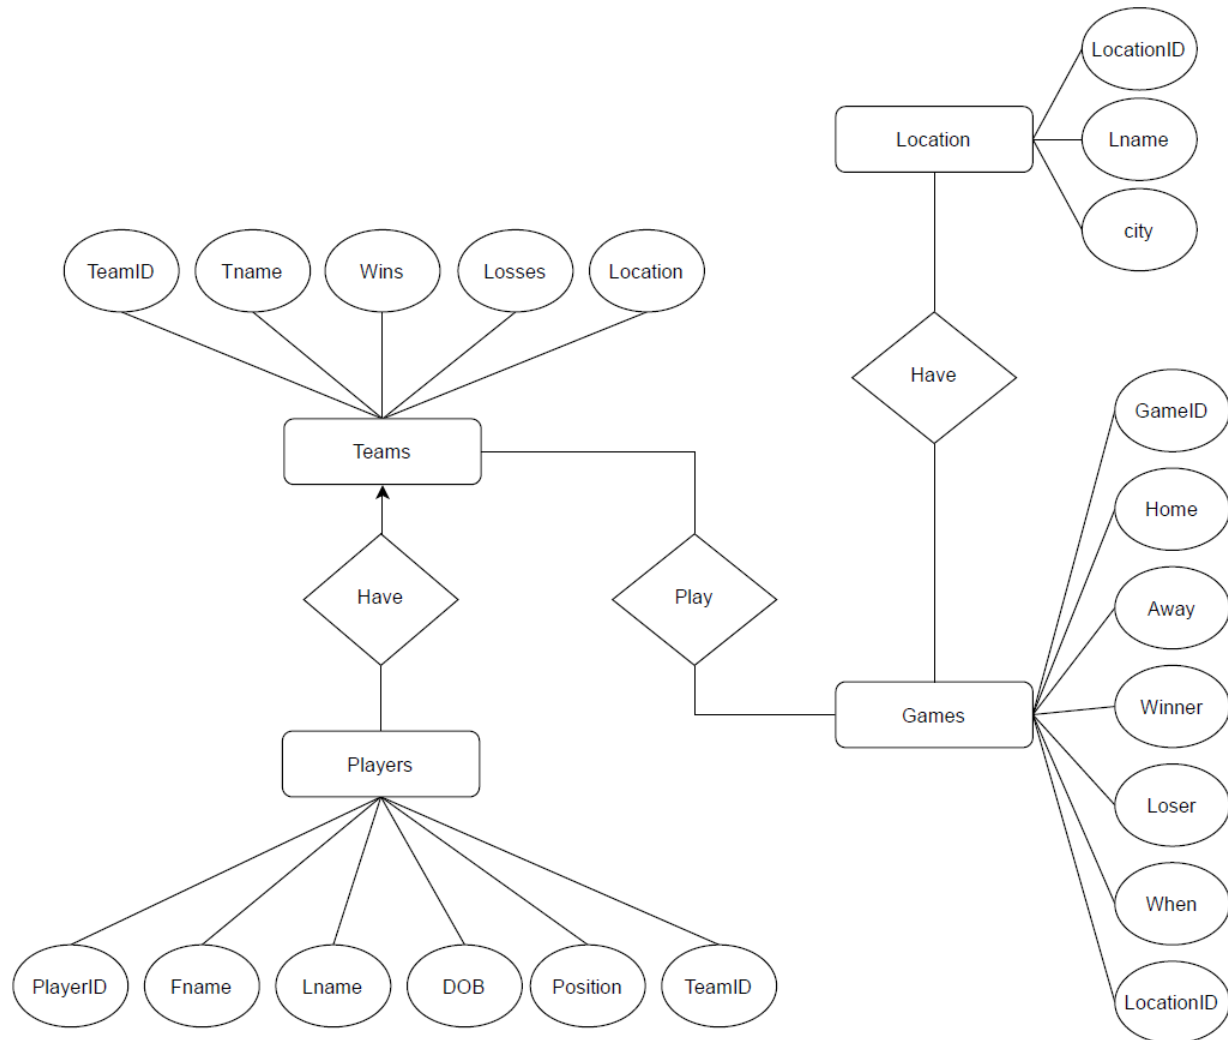 LocationID
Location
Lname
city
TeamID
Tname
Wins
Losses
Location
Have
GameID
Teams
Home
Have
Play
Away
Winner
Games
Players
Loser
When
PlayerID
Fname
Lname
DOB
Position
TeamID
LocationID